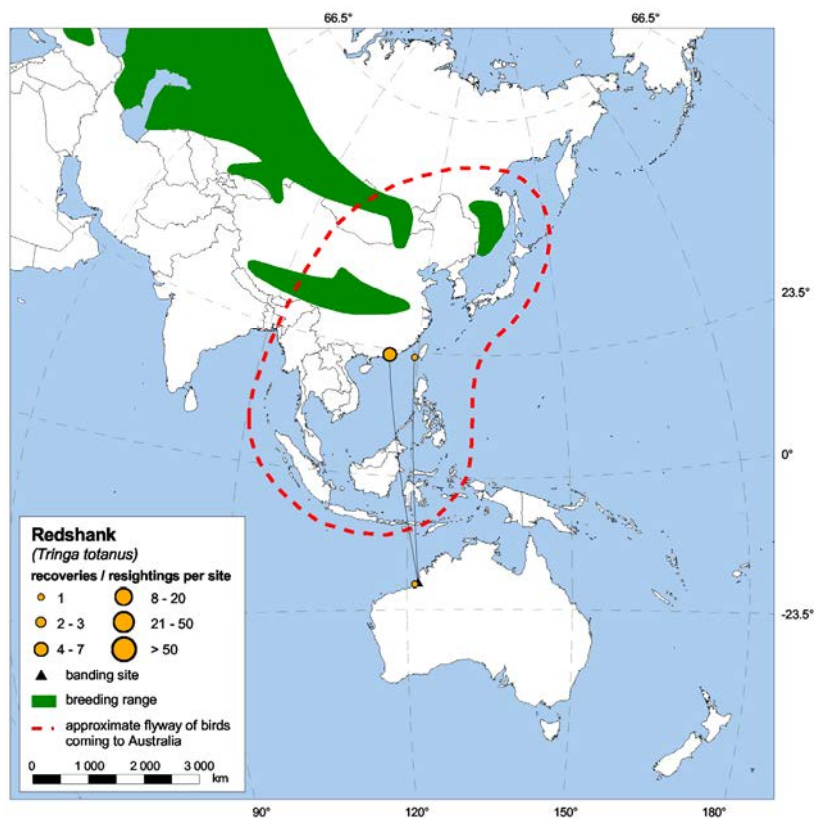 66.5°
66.5°
23.5°
0°
-23.5°
Redshank
(Tringa totanus)
recoveries / resightings per site
1
8 - 20
2 - 3
21 - 50
4 - 7
> 50
banding site
breeding range
approximate flyway of birds
coming to Australia
0
1 000
2 000
3 000
km
90°
120°
150°
180°